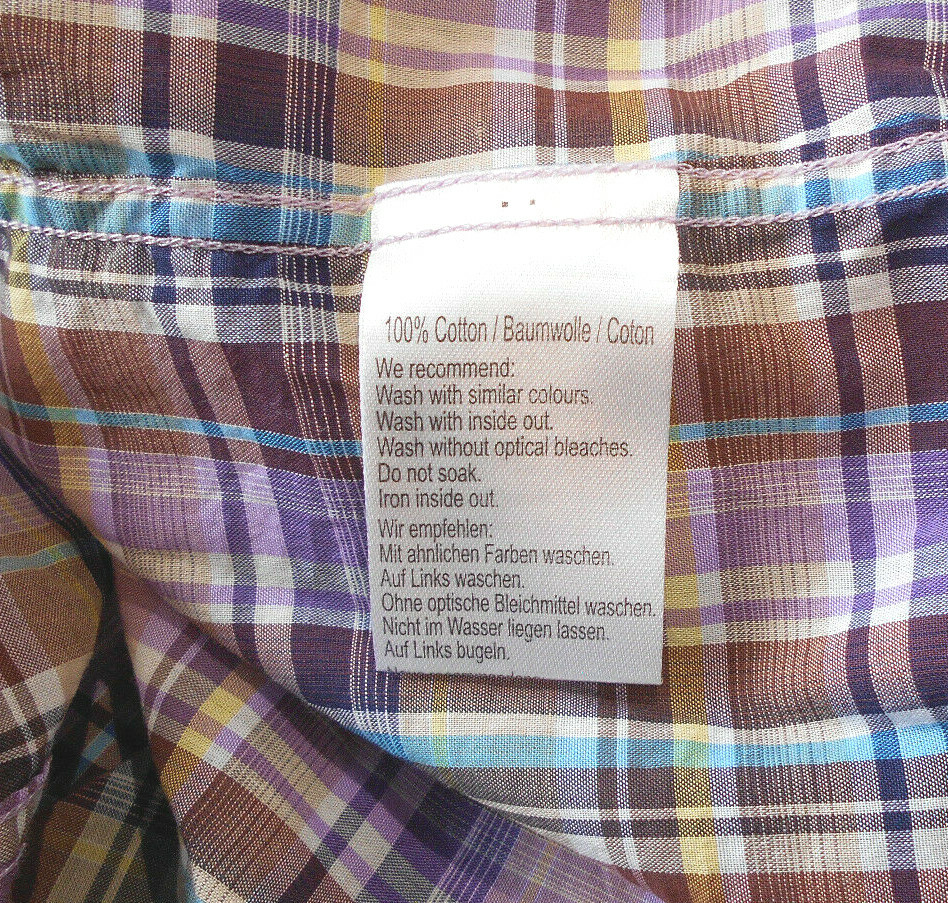 100% Cotton / Baumwolle / Coton
We recommend:
Wash with similar colours.
Wash with inside out.
Wash without optical bleaches.
Do not soak.
Iron inside out.
Wir empfehlen:
Mit ahnlichen Farben waschen.
Auf Links waschen.
Ohne optische Bleichmittel waschen.
Nicht im Wasser liegen lassen.
Auf Links bugeln.